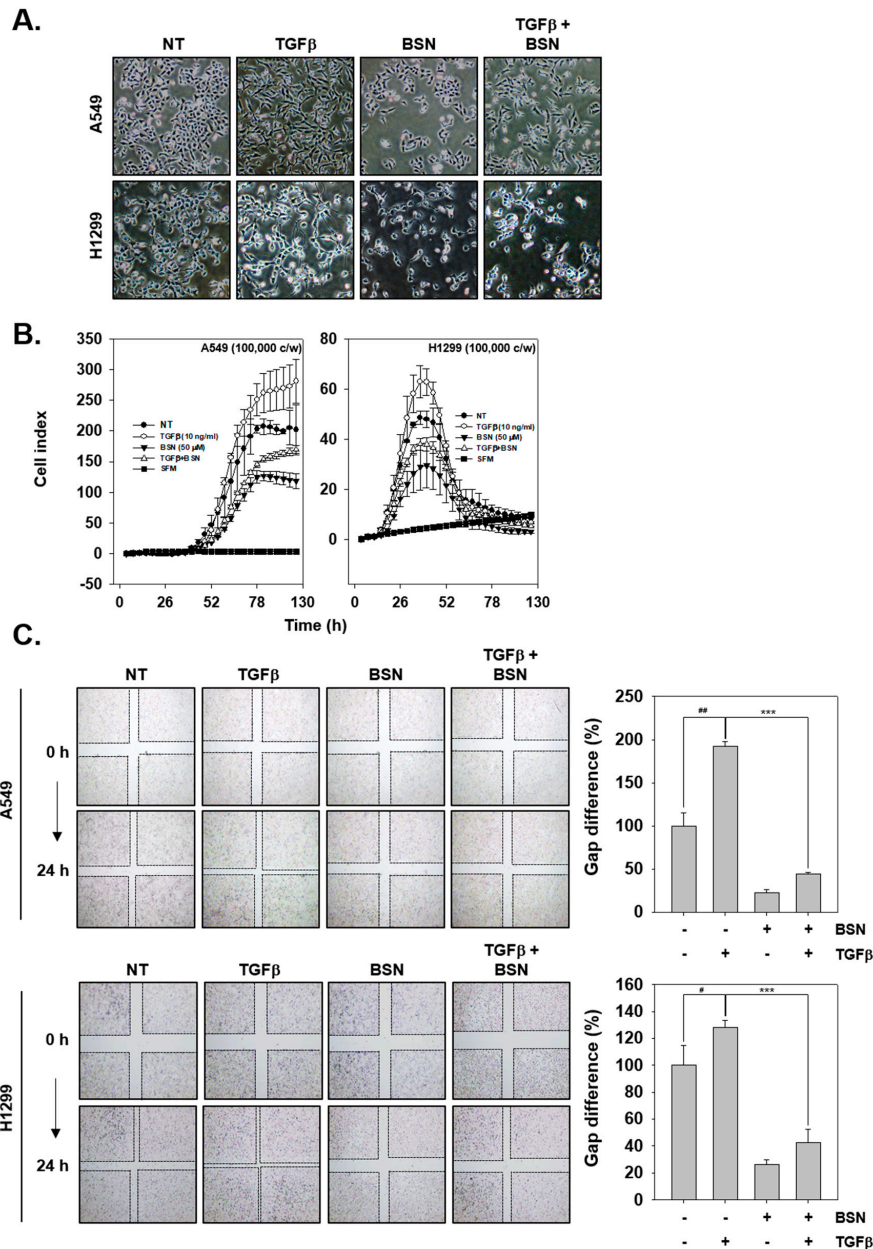 A.
NT TGFβ BSN TGFβ + BSN
A549
H1299
B.
Cell index
350
300
250
200
150
100
50
0
-50
A549 (100,000 c/w)
NT
TGFβ(10 ng/ml)
BSN (50 µM)
TGFβ+BSN
SFM
0 26 52 78 130
80
60
40
20
0
H1299 (100,000 c/w)
NT
TGFβ (10 ng/ml)
BSN (50 µM)
TGFβ+BSN
SFM
0 26 52 78 130
Time (h)
C.
NT TGFβ BSN TGFβ + BSN
A549
0 h
24 h
Gap difference (%)
250
200
150
100
50
0
## ***
- - + + BSN
- + - + TGFβ
NT TGFβ BSN TGFβ + BSN
H1299
0 h
24 h
Gap difference (%)
160
140
120
100
80
60
40
20
0
# ***
- - + + BSN
- + - + TGFβ